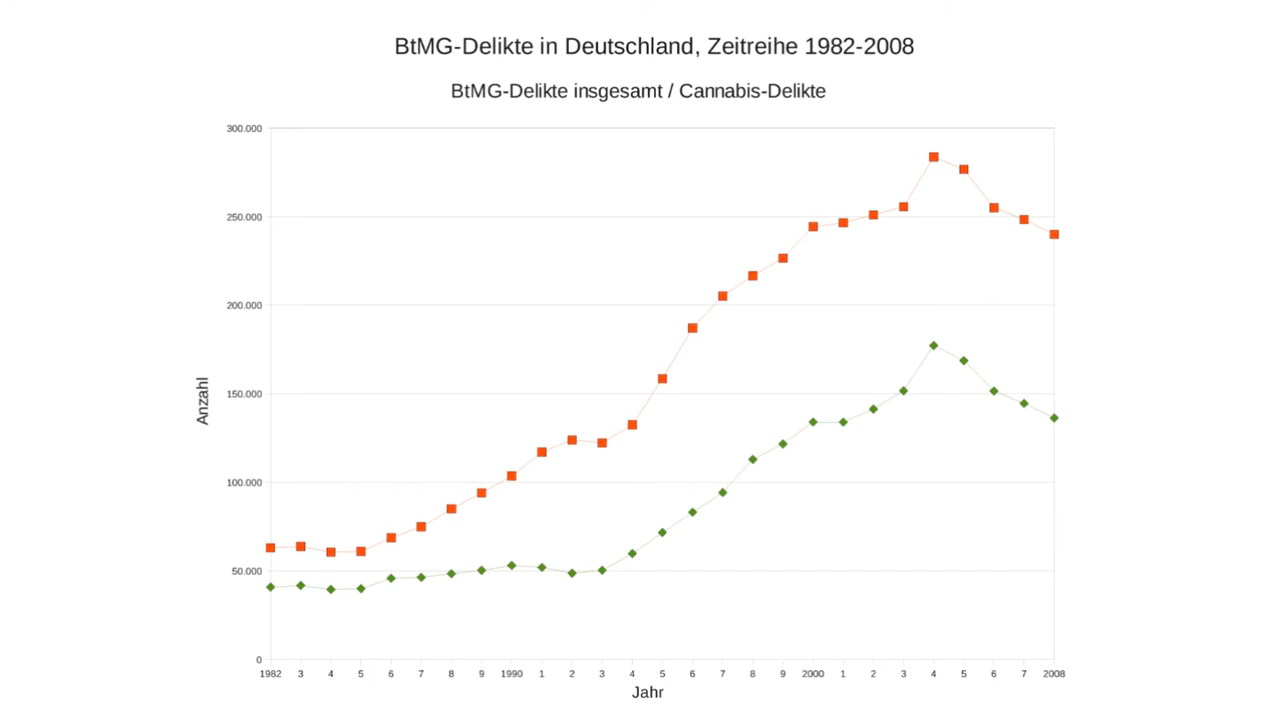 BtMG-Delikte in Deutschland, Zeitreihe 1982-2008
BtMG-Delikte insgesamt / Cannabis-Delikte
300.000
250.000
200.000
150.000
100.000
50.000
0
Anzahl
1982 3 4 5 6 7 8 9 1990 1 2 3 4 5 6 7 8 9 2000 1 2 3 4 5 6 7 2008
Jahr